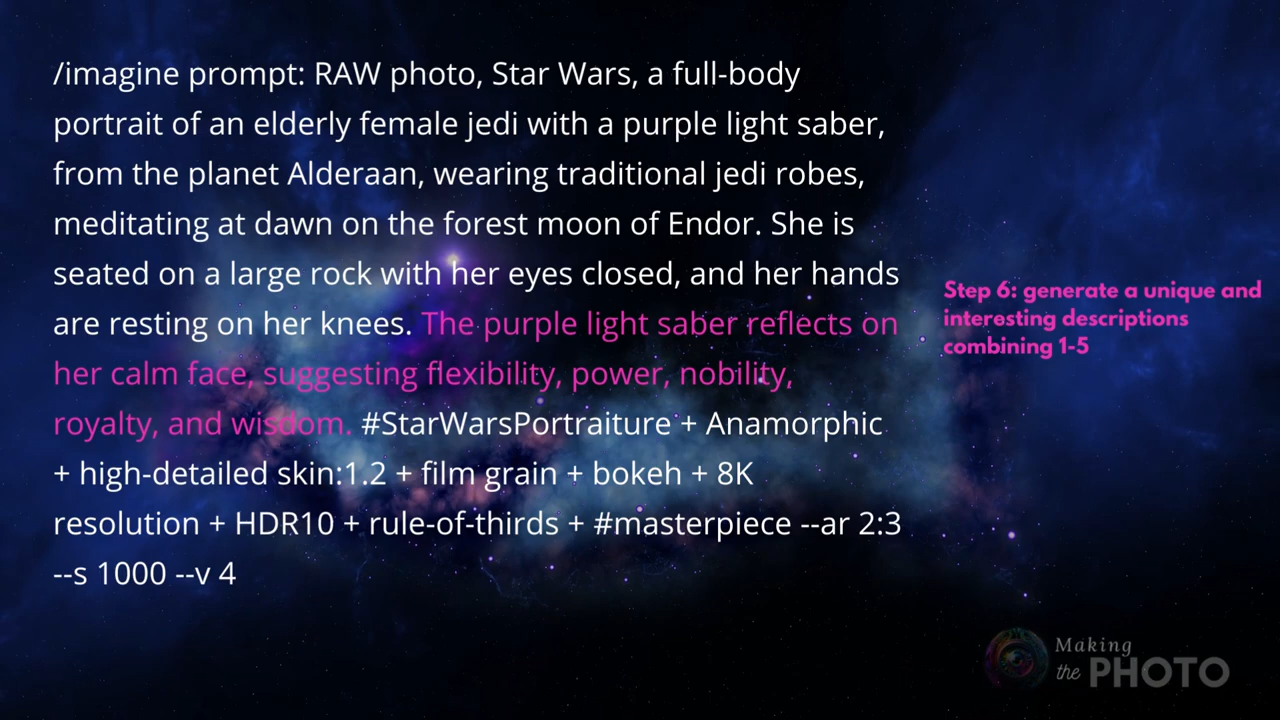 /imagine prompt: RAW photo, Star Wars, a full-body
portrait of an elderly female jedi with a purple light saber,
from the planet Alderaan, wearing traditional jedi robes,
meditating at dawn on the forest moon of Endor. She is
seated on a large rock with her eyes closed, and her hands
are resting on her knees. The purple light saber reflects on
her calm face, suggesting flexibility, power, nobility,
royalty, and wisdom. #StarWarsPortraiture + Anamorphic
+ high-detailed skin:1.2 + film grain + bokeh + 8K
resolution + HDR10 + rule-of-thirds + #masterpiece --ar 2:3
--s 1000 --v 4
Step 6: generate a unique and
interesting descriptions
combining 1-5
Making
the PHOTO